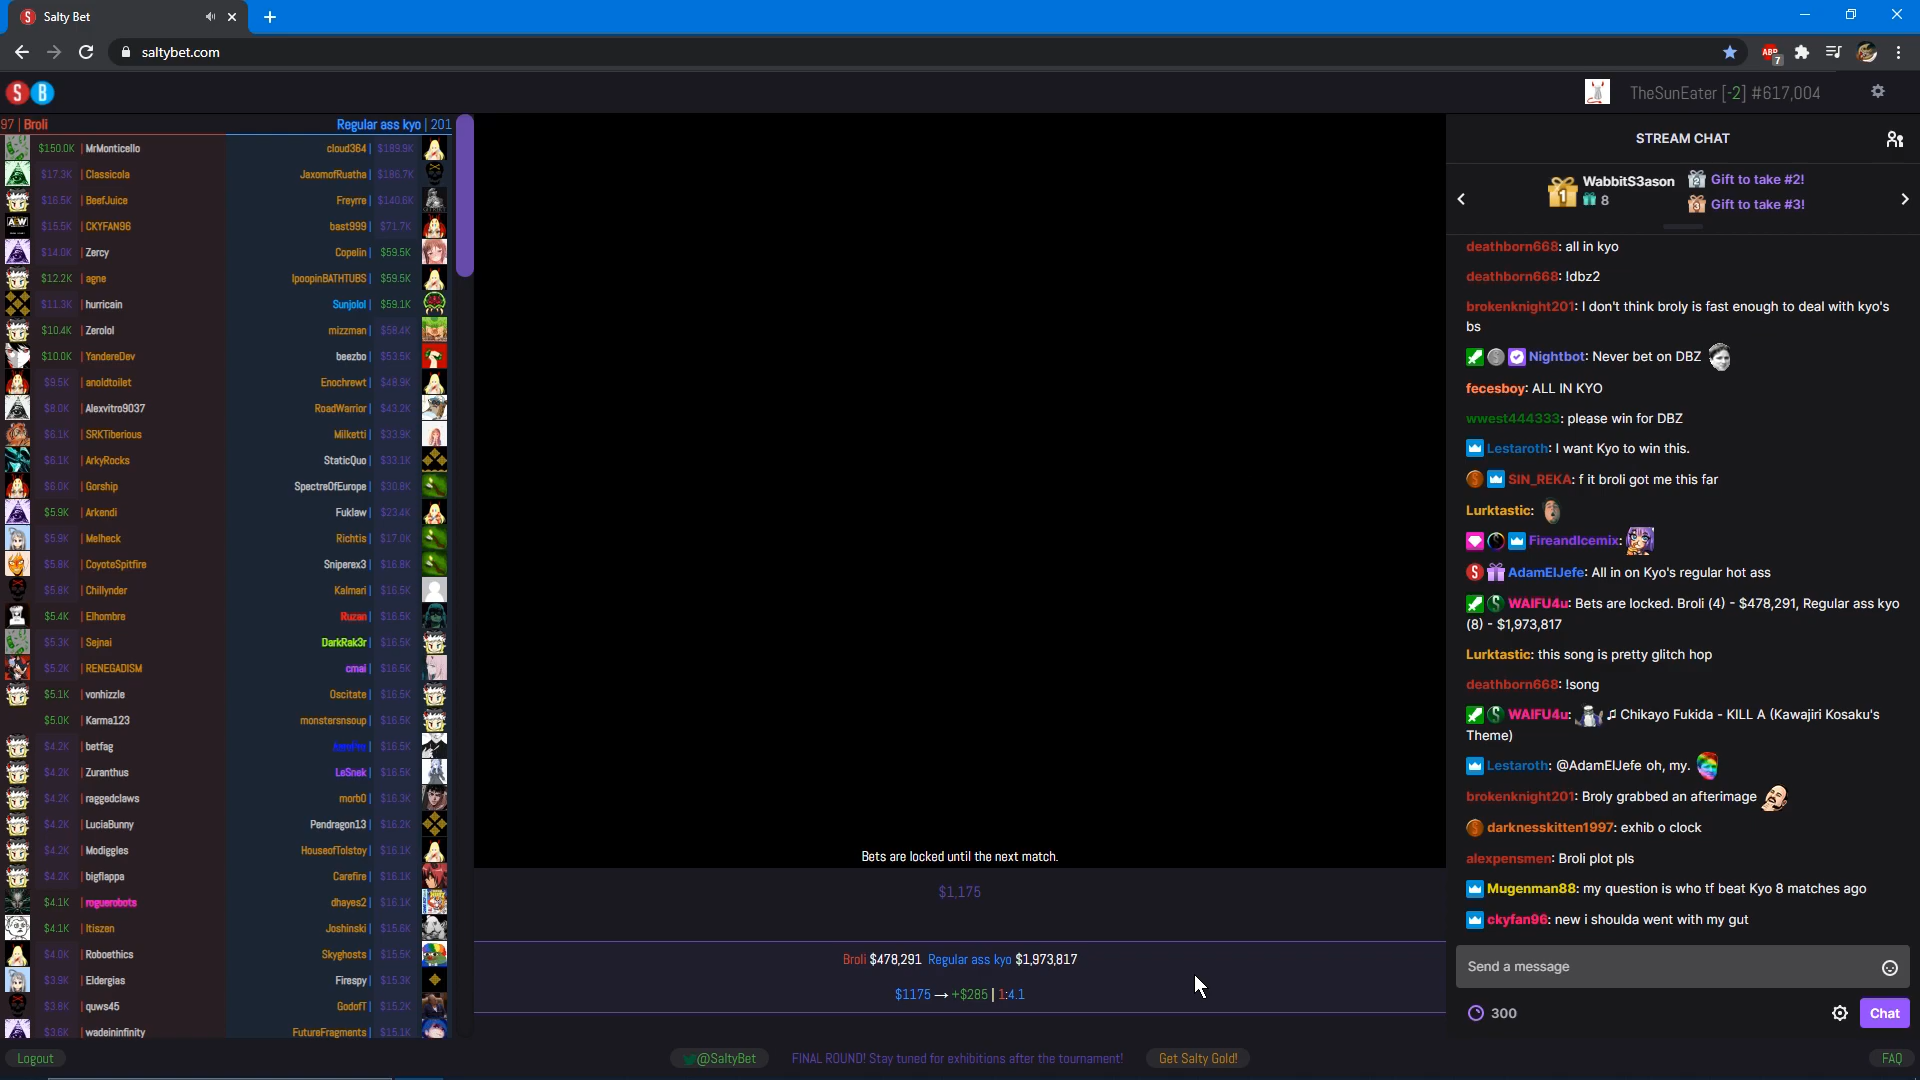 Salty Bet
saltybet.com
ABP
7
S B
TheSunEater [-2] #617,004
97 | Broli
Regular ass kyo | 201
$150.0K | MrMonticello
cloud364 | $189.9K
$17.3K | Classicola
JaxomofRuatha | $186.7K
$16.5K | BeefJuice
Freyrre | $140.6K
$15.5K | CKYFAN96
bast999 | $71.7K
$14.0K | Zercy
Copelin | $59.5K
$12.2K | agne
IpoopinBATHTUBS | $59.5K
$11.3K | hurricain
Sunjolol | $59.1K
$10.4K | Zerolol
mizzman | $58.4K
$10.0K | YandereDev
beezbo | $53.5K
$9.5K | anoldtoilet
Enochrewt | $48.9K
$8.0K | Alexvitro9037
RoadWarrior | $43.2K
$6.1K | SRKTiberious
Milketti | $33.9K
$6.1K | ArkyRocks
StaticQuo | $33.1K
$6.0K | Gorship
SpectreOfEurope | $30.8K
$5.9K | Arkendi
Fuklaw | $23.4K
$5.9K | Melheck
Richtis | $17.0K
$5.8K | CoyoteSpitfire
Sniperex3 | $16.8K
$5.8K | Chillynder
Kalmari | $16.5K
$5.4K | Elhombre
Ruzan | $16.5K
$5.3K | Sejnai
DarkRak3r | $16.5K
$5.2K | RENEGADISM
cmai | $16.5K
$5.1K | vonhizzle
Oscitate | $16.5K
$5.0K | Karma123
monstersnsoup | $16.5K
$4.2K | betfag
| $16.5K
$4.2K | Zuranthus
LeSnek | $16.5K
$4.2K | raggedclaws
morb0 | $16.3K
$4.2K | LuciaBunny
Pendragon13 | $16.2K
$4.2K | Modiggles
HouseofTolstoy | $16.1K
$4.2K | bigflappa
Carefire | $16.1K
$4.1K | roguerobots
dhayes2 | $16.1K
$4.1K | Itiszen
Joshinski | $15.6K
$4.0K | Roboethics
Skyghosts | $15.5K
$3.9K | Eldergias
Firespy | $15.3K
$3.8K | quws45
GodofT | $15.2K
$3.6K | wadeininfinity
FutureFragments | $15.1K
Bets are locked until the next match.
$1,175
Broli $478,291 Regular ass kyo $1,973,817
$1175 → +$285 | 1:4.1
STREAM CHAT
1
WabbitS3ason
8
Gift to take #2!
Gift to take #3!
deathborn668: all in kyo
deathborn668: !dbz2
brokenknight201: I don't think broly is fast enough to deal with kyo's
bs
Nightbot: Never bet on DBZ
fecesboy: ALL IN KYO
wwest444333: please win for DBZ
Lestaroth: I want Kyo to win this.
SIN_REKA: f it broli got me this far
Lurktastic:
FireandIcemix:
AdamElJefe: All in on Kyo's regular hot ass
WAIFU4u: Bets are locked. Broli (4) - $478,291, Regular ass kyo
(8) - $1,973,817
Lurktastic: this song is pretty glitch hop
deathborn668: !song
WAIFU4u: ♫ Chikayo Fukida - KILL A (Kawajiri Kosaku's
Theme)
Lestaroth: @AdamElJefe oh, my.
brokenknight201: Broly grabbed an afterimage
darknesskitten1997: exhib o clock
alexpensmen: Broli plot pls
Mugenman88: my question is who tf beat Kyo 8 matches ago
ckyfan96: new i shoulda went with my gut
Send a message
300
Chat
Logout
@SaltyBet
FINAL ROUND! Stay tuned for exhibitions after the tournament!
Get Salty Gold!
FAQ